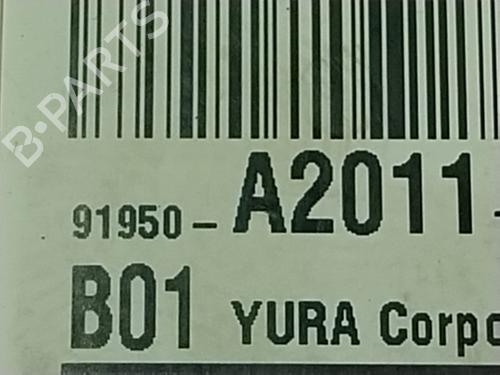 B-PARTS
91950- A2011-
B01 YURA Corpo